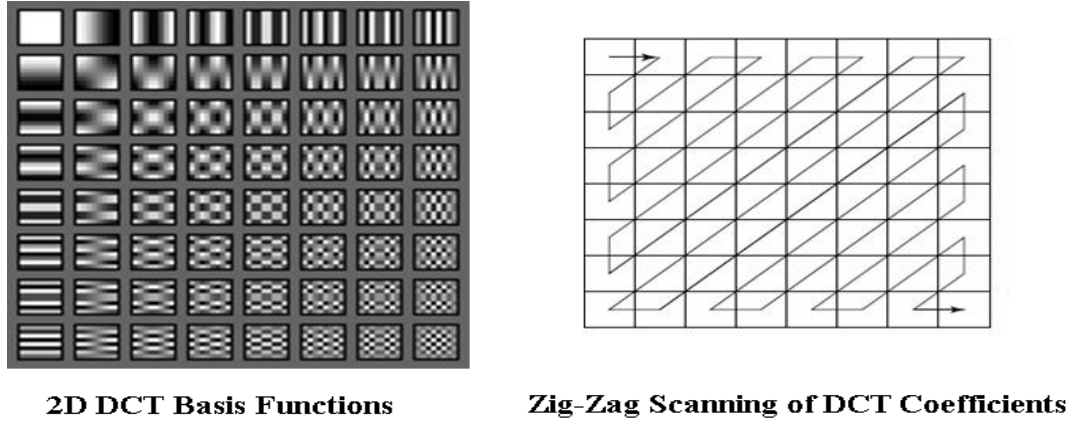 2D DCT Basis Functions
Zig-Zag Scanning of DCT Coefficients